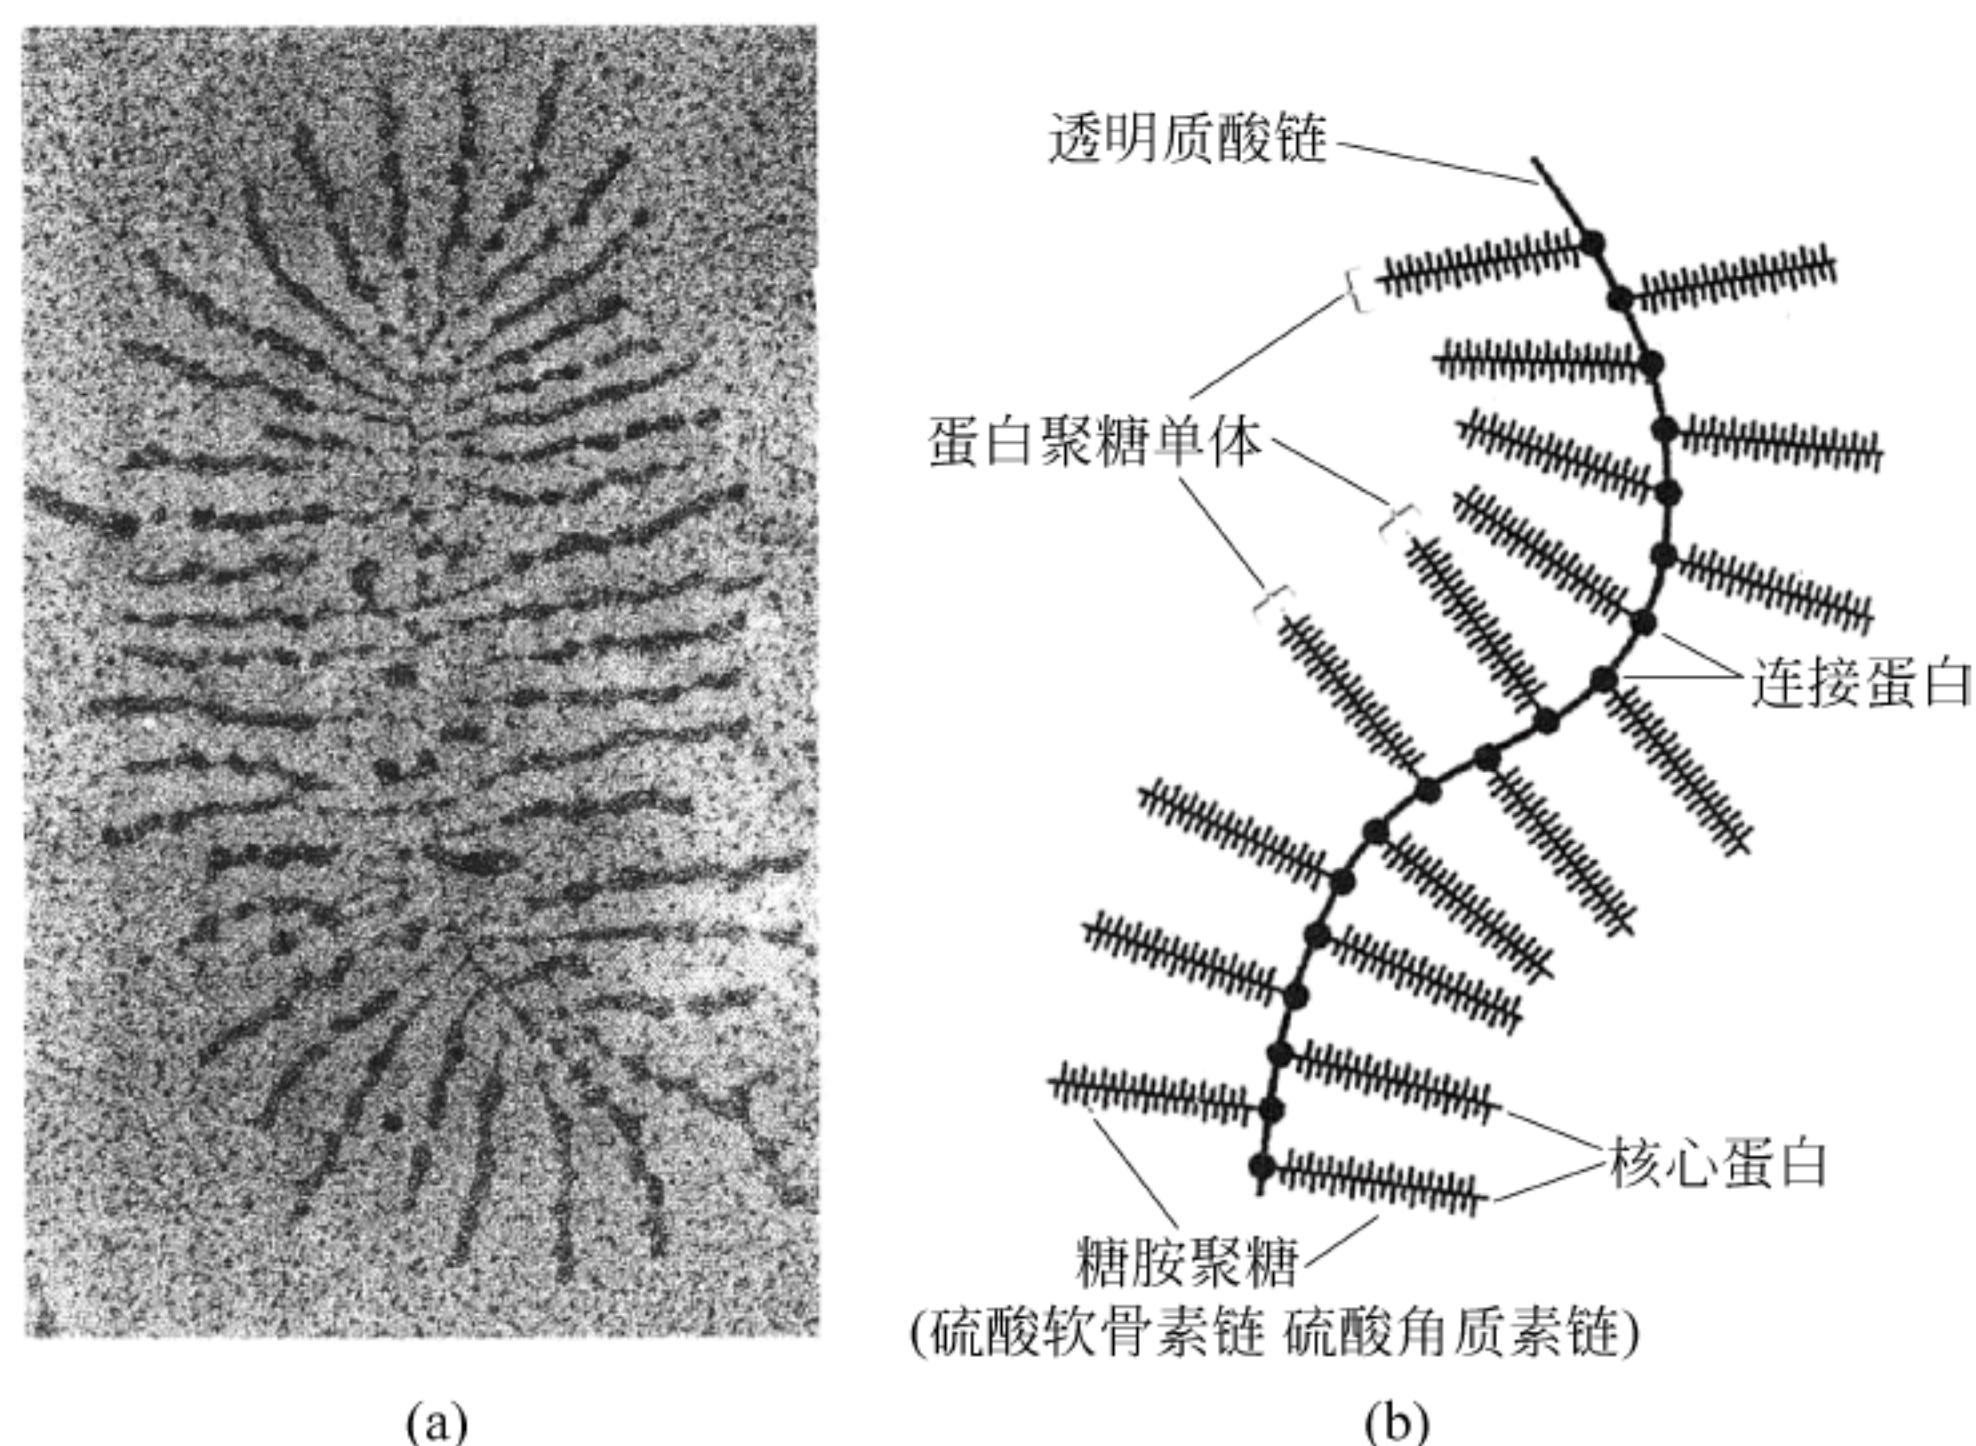 透明质酸链
蛋白聚糖单体
连接蛋白
核心蛋白
糖胺聚糖
(硫酸软骨素链 硫酸角质素链)
(a)
(b)